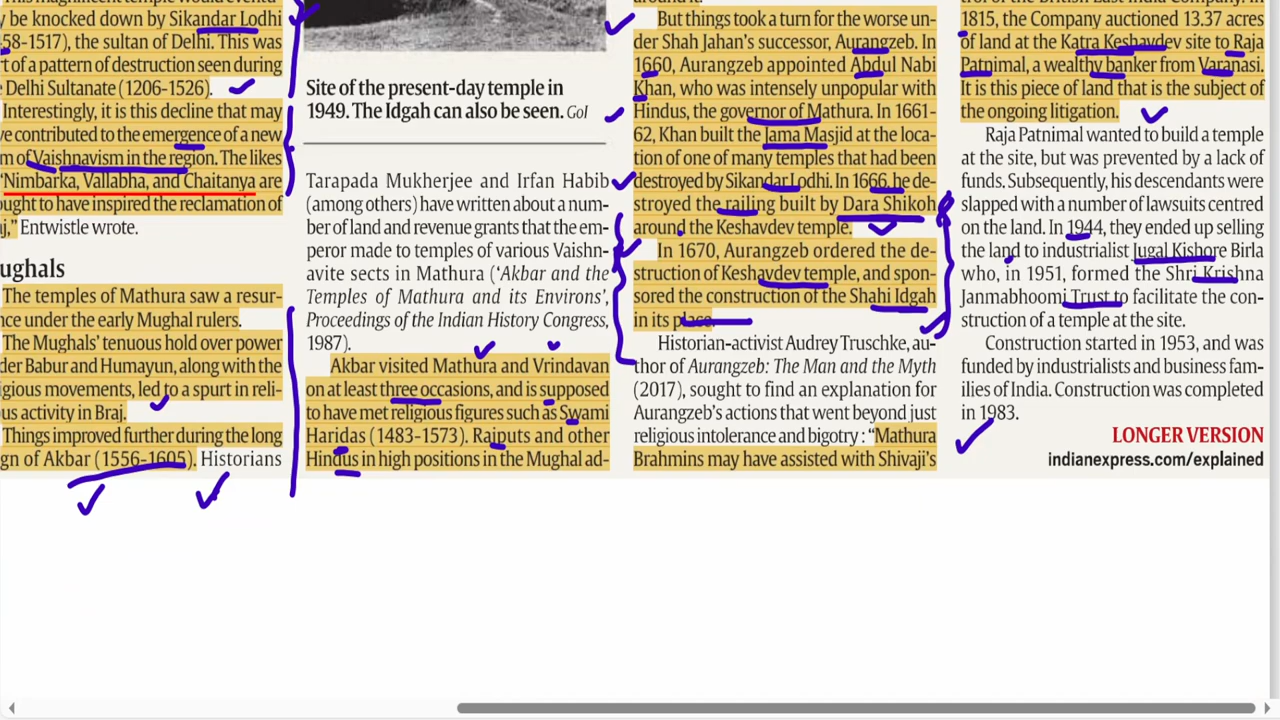 y be knocked down by Sikandar Lodhi
58-1517), the sultan of Delhi. This was
t of a pattern of destruction seen during
e Delhi Sultanate (1206-1526).
Interestingly, it is this decline that may
ve contributed to the emergence of a new
m of Vaishnavism in the region. The likes
'Nimbarka, Vallabha, and Chaitanya are
ought to have inspired the reclamation of
j," Entwistle wrote.
ughals
The temples of Mathura saw a resur-
nce under the early Mughal rulers.
The Mughals' tenuous hold over power
der Babur and Humayun, along with the
igious movements, led to a spurt in reli-
us activity in Braj.
Things improved further during the long
gn of Akbar (1556-1605). Historians
Site of the present-day temple in
1949. The Idgah can also be seen. GoI
Tarapada Mukherjee and Irfan Habib
(among others) have written about a num-
ber of land and revenue grants that the em-
peror made to temples of various Vaishn-
avite sects in Mathura ('Akbar and the
Temples of Mathura and its Environs',
Proceedings of the Indian History Congress,
1987).
Akbar visited Mathura and Vrindavan
on at least three occasions, and is supposed
to have met religious figures such as Swami
Haridas (1483-1573). Rajputs and other
Hindus in high positions in the Mughal ad-
But things took a turn for the worse un-
der Shah Jahan's successor, Aurangzeb. In
1660, Aurangzeb appointed Abdul Nabi
Khan, who was intensely unpopular with
Hindus, the governor of Mathura. In 1661-
62, Khan built the Jama Masjid at the loca-
tion of one of many temples that had been
destroyed by Sikandar Lodhi. In 1666, he de-
stroyed the railing built by Dara Shikoh
around the Keshavdev temple.
In 1670, Aurangzeb ordered the de-
struction of Keshavdev temple, and spon-
sored the construction of the Shahi Idgah
in its place.
Historian-activist Audrey Truschke, au-
thor of Aurangzeb: The Man and the Myth
(2017), sought to find an explanation for
Aurangzeb's actions that went beyond just
religious intolerance and bigotry : "Mathura
Brahmins may have assisted with Shivaji's
1815, the Company auctioned 13.37 acres
of land at the Katra Keshavdev site to Raja
Patnimal, a wealthy banker from Varanasi.
It is this piece of land that is the subject of
the ongoing litigation.
Raja Patnimal wanted to build a temple
at the site, but was prevented by a lack of
funds. Subsequently, his descendants were
slapped with a number of lawsuits centred
on the land. In 1944, they ended up selling
the land to industrialist Jugal Kishore Birla
who, in 1951, formed the Shri Krishna
Janmabhoomi Trust to facilitate the con-
struction of a temple at the site.
Construction started in 1953, and was
funded by industrialists and business fam-
ilies of India. Construction was completed
in 1983.
LONGER VERSION
indianexpress.com/explained